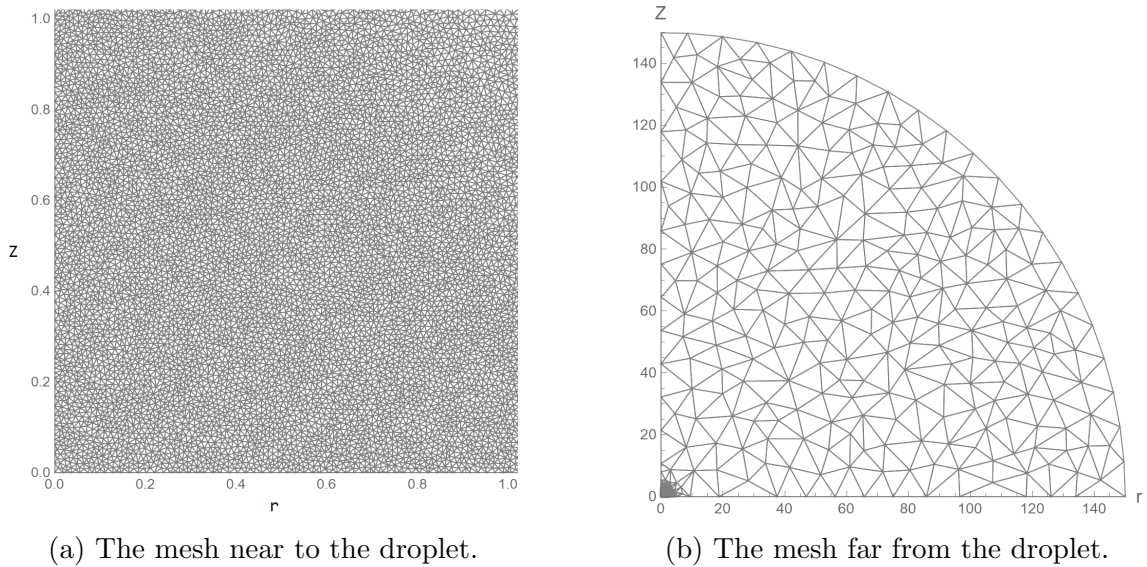 1.0
0.8
0.6
Z
0.4
0.2
0.0
0.0 0.2 0.4 0.6 0.8 1.0
r
(a) The mesh near to the droplet.
Z
140
120
100
80
60
40
20
0
0 20 40 60 80 100 120 140 r
(b) The mesh far from the droplet.